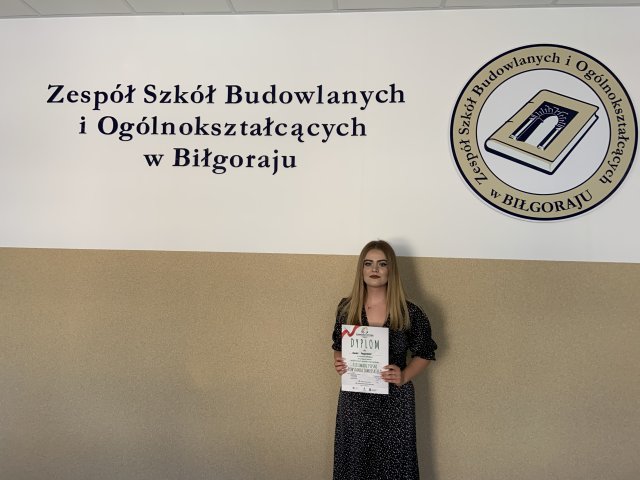 Zespół Szkół Budowlanych
i Ogólnokształcących
w Biłgoraju
Zespół Szkół Budowlanych i Ogólnokształcących
w BIŁGORAJU
DYPLOM